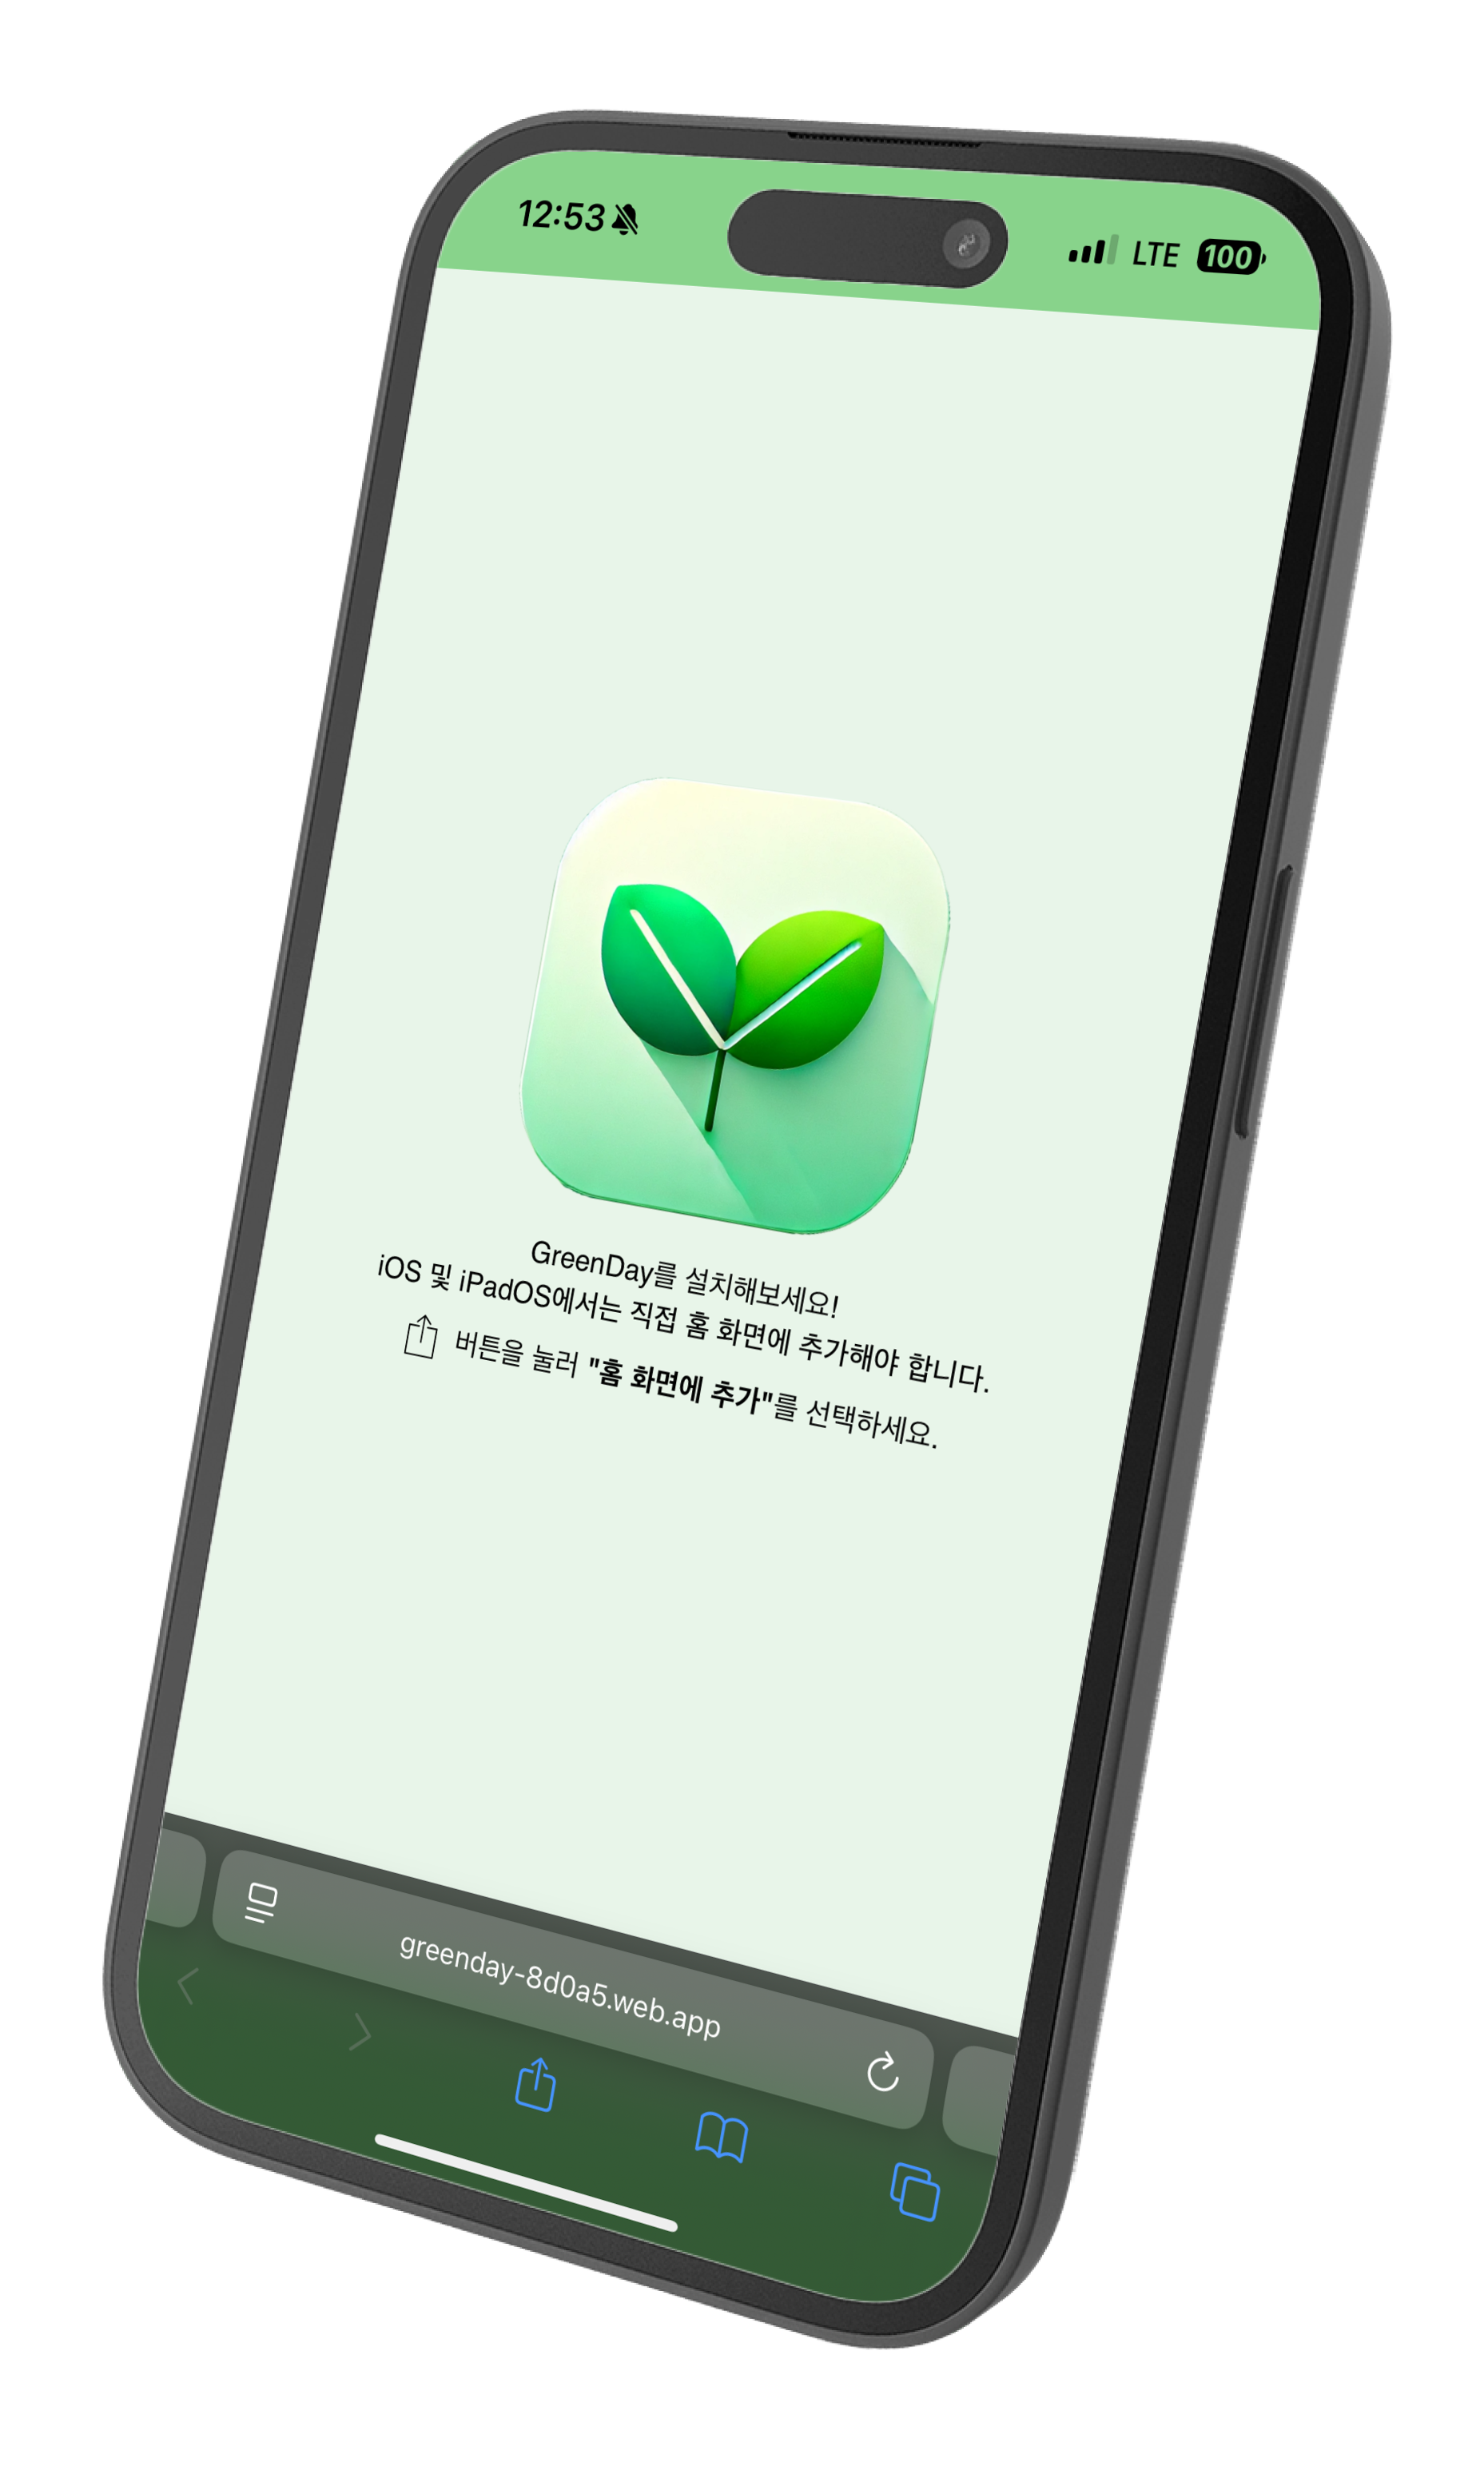 12:53
LTE 100
GreenDay를 설치해보세요!
iOS 및 iPadOS에서는 직접 홈 화면에 추가해야 합니다.
버튼을 눌러 "홈 화면에 추가"를 선택하세요.
greenday-8d0a5.web.app